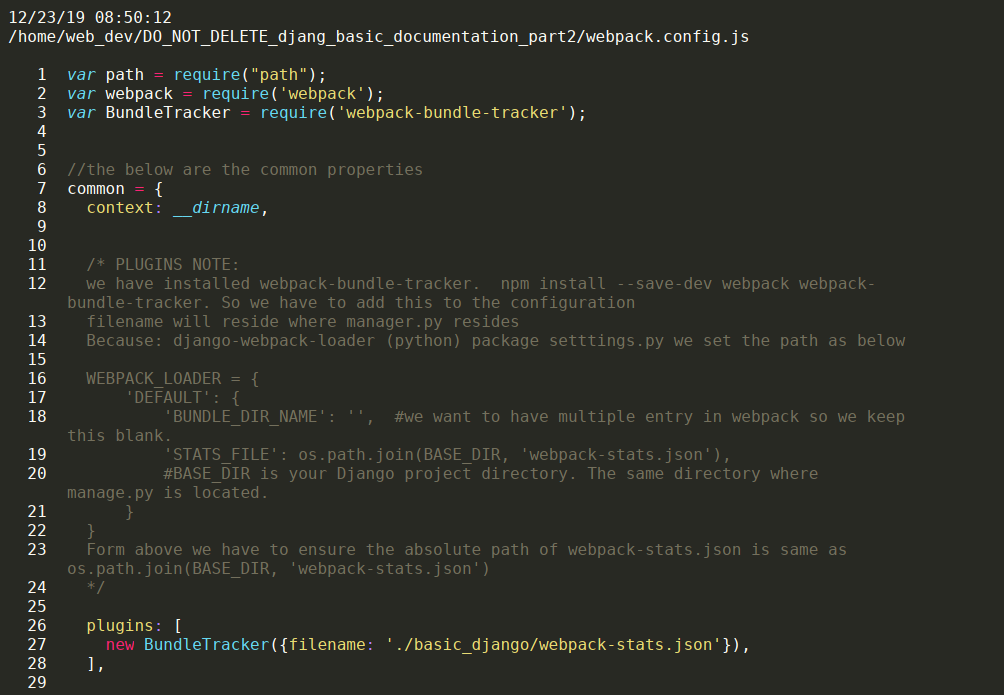 12/23/19 08:50:12
/home/web_dev/DO_NOT_DELETE_djang_basic_documentation_part2/webpack.config.js
1 var path = require("path");
2 var webpack = require('webpack');
3 var BundleTracker = require('webpack-bundle-tracker');
4
5
6 //the below are the common properties
7 common = {
8   context: __dirname,
9
10
11   /* PLUGINS NOTE:
12   we have installed webpack-bundle-tracker.  npm install --save-dev webpack webpack-
bundle-tracker. So we have to add this to the configuration
13   filename will reside where manager.py resides
14   Because: django-webpack-loader (python) package setttings.py we set the path as below
15
16   WEBPACK_LOADER = {
17       'DEFAULT': {
18           'BUNDLE_DIR_NAME': '',  #we want to have multiple entry in webpack so we keep
this blank.
19           'STATS_FILE': os.path.join(BASE_DIR, 'webpack-stats.json'),
20           #BASE_DIR is your Django project directory. The same directory where
manage.py is located.
21       }
22   }
23   Form above we have to ensure the absolute path of webpack-stats.json is same as
os.path.join(BASE_DIR, 'webpack-stats.json')
24   */
25
26   plugins: [
27     new BundleTracker({filename: './basic_django/webpack-stats.json'}),
28   ],
29